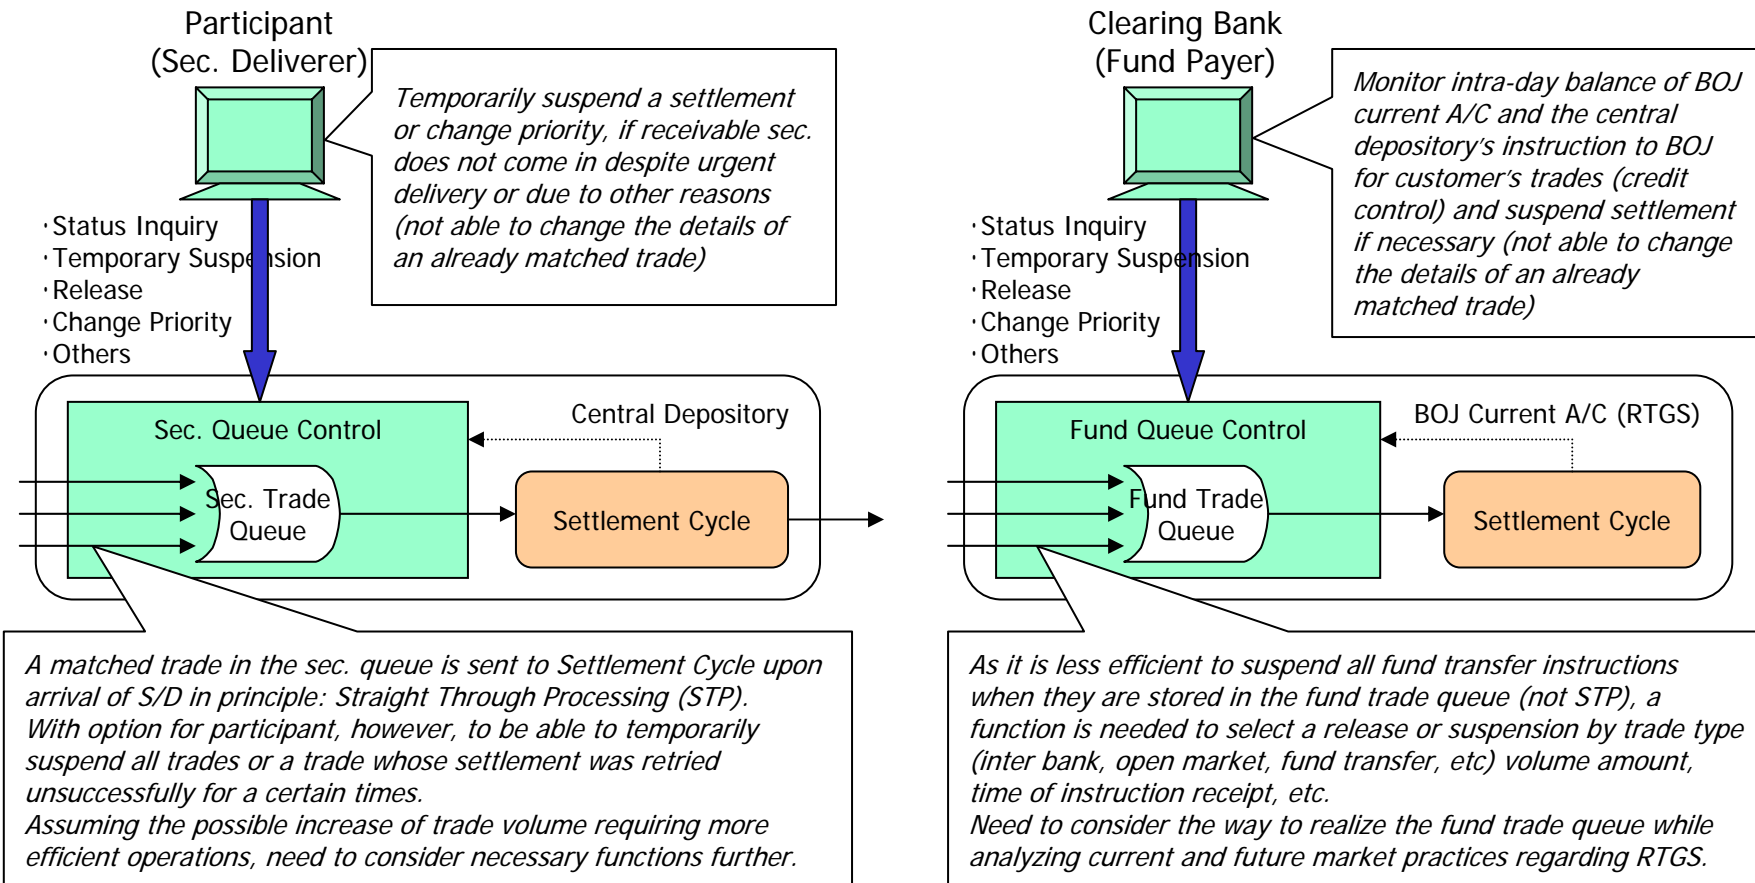 Participant
(Sec. Deliverer)
Temporarily suspend a settlement
or change priority, if receivable sec.
does not come in despite urgent
delivery or due to other reasons
(not able to change the details of
an already matched trade)
·Status Inquiry
·Temporary Suspension
·Release
·Change Priority
·Others
Central Depository
Sec. Queue Control
Sec. Trade
Queue
Settlement Cycle
A matched trade in the sec. queue is sent to Settlement Cycle upon
arrival of S/D in principle: Straight Through Processing (STP).
With option for participant, however, to be able to temporarily
suspend all trades or a trade whose settlement was retried
unsuccessfully for a certain times.
Assuming the possible increase of trade volume requiring more
efficient operations, need to consider necessary functions further.
Clearing Bank
(Fund Payer)
Monitor intra-day balance of BOJ
current A/C and the central
depository's instruction to BOJ
for customer's trades (credit
control) and suspend settlement
if necessary (not able to change
the details of an already
matched trade)
·Status Inquiry
·Temporary Suspension
·Release
·Change Priority
·Others
BOJ Current A/C (RTGS)
Fund Queue Control
Fund Trade
Queue
Settlement Cycle
As it is less efficient to suspend all fund transfer instructions
when they are stored in the fund trade queue (not STP), a
function is needed to select a release or suspension by trade type
(inter bank, open market, fund transfer, etc) volume amount,
time of instruction receipt, etc.
Need to consider the way to realize the fund trade queue while
analyzing current and future market practices regarding RTGS.